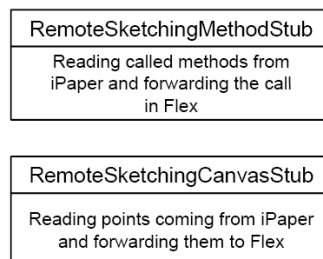 RemoteSketchingMethodStub
Reading called methods from
iPaper and forwarding the call
in Flex
RemoteSketchingCanvasStub
Reading points coming from iPaper
and forwarding them to Flex